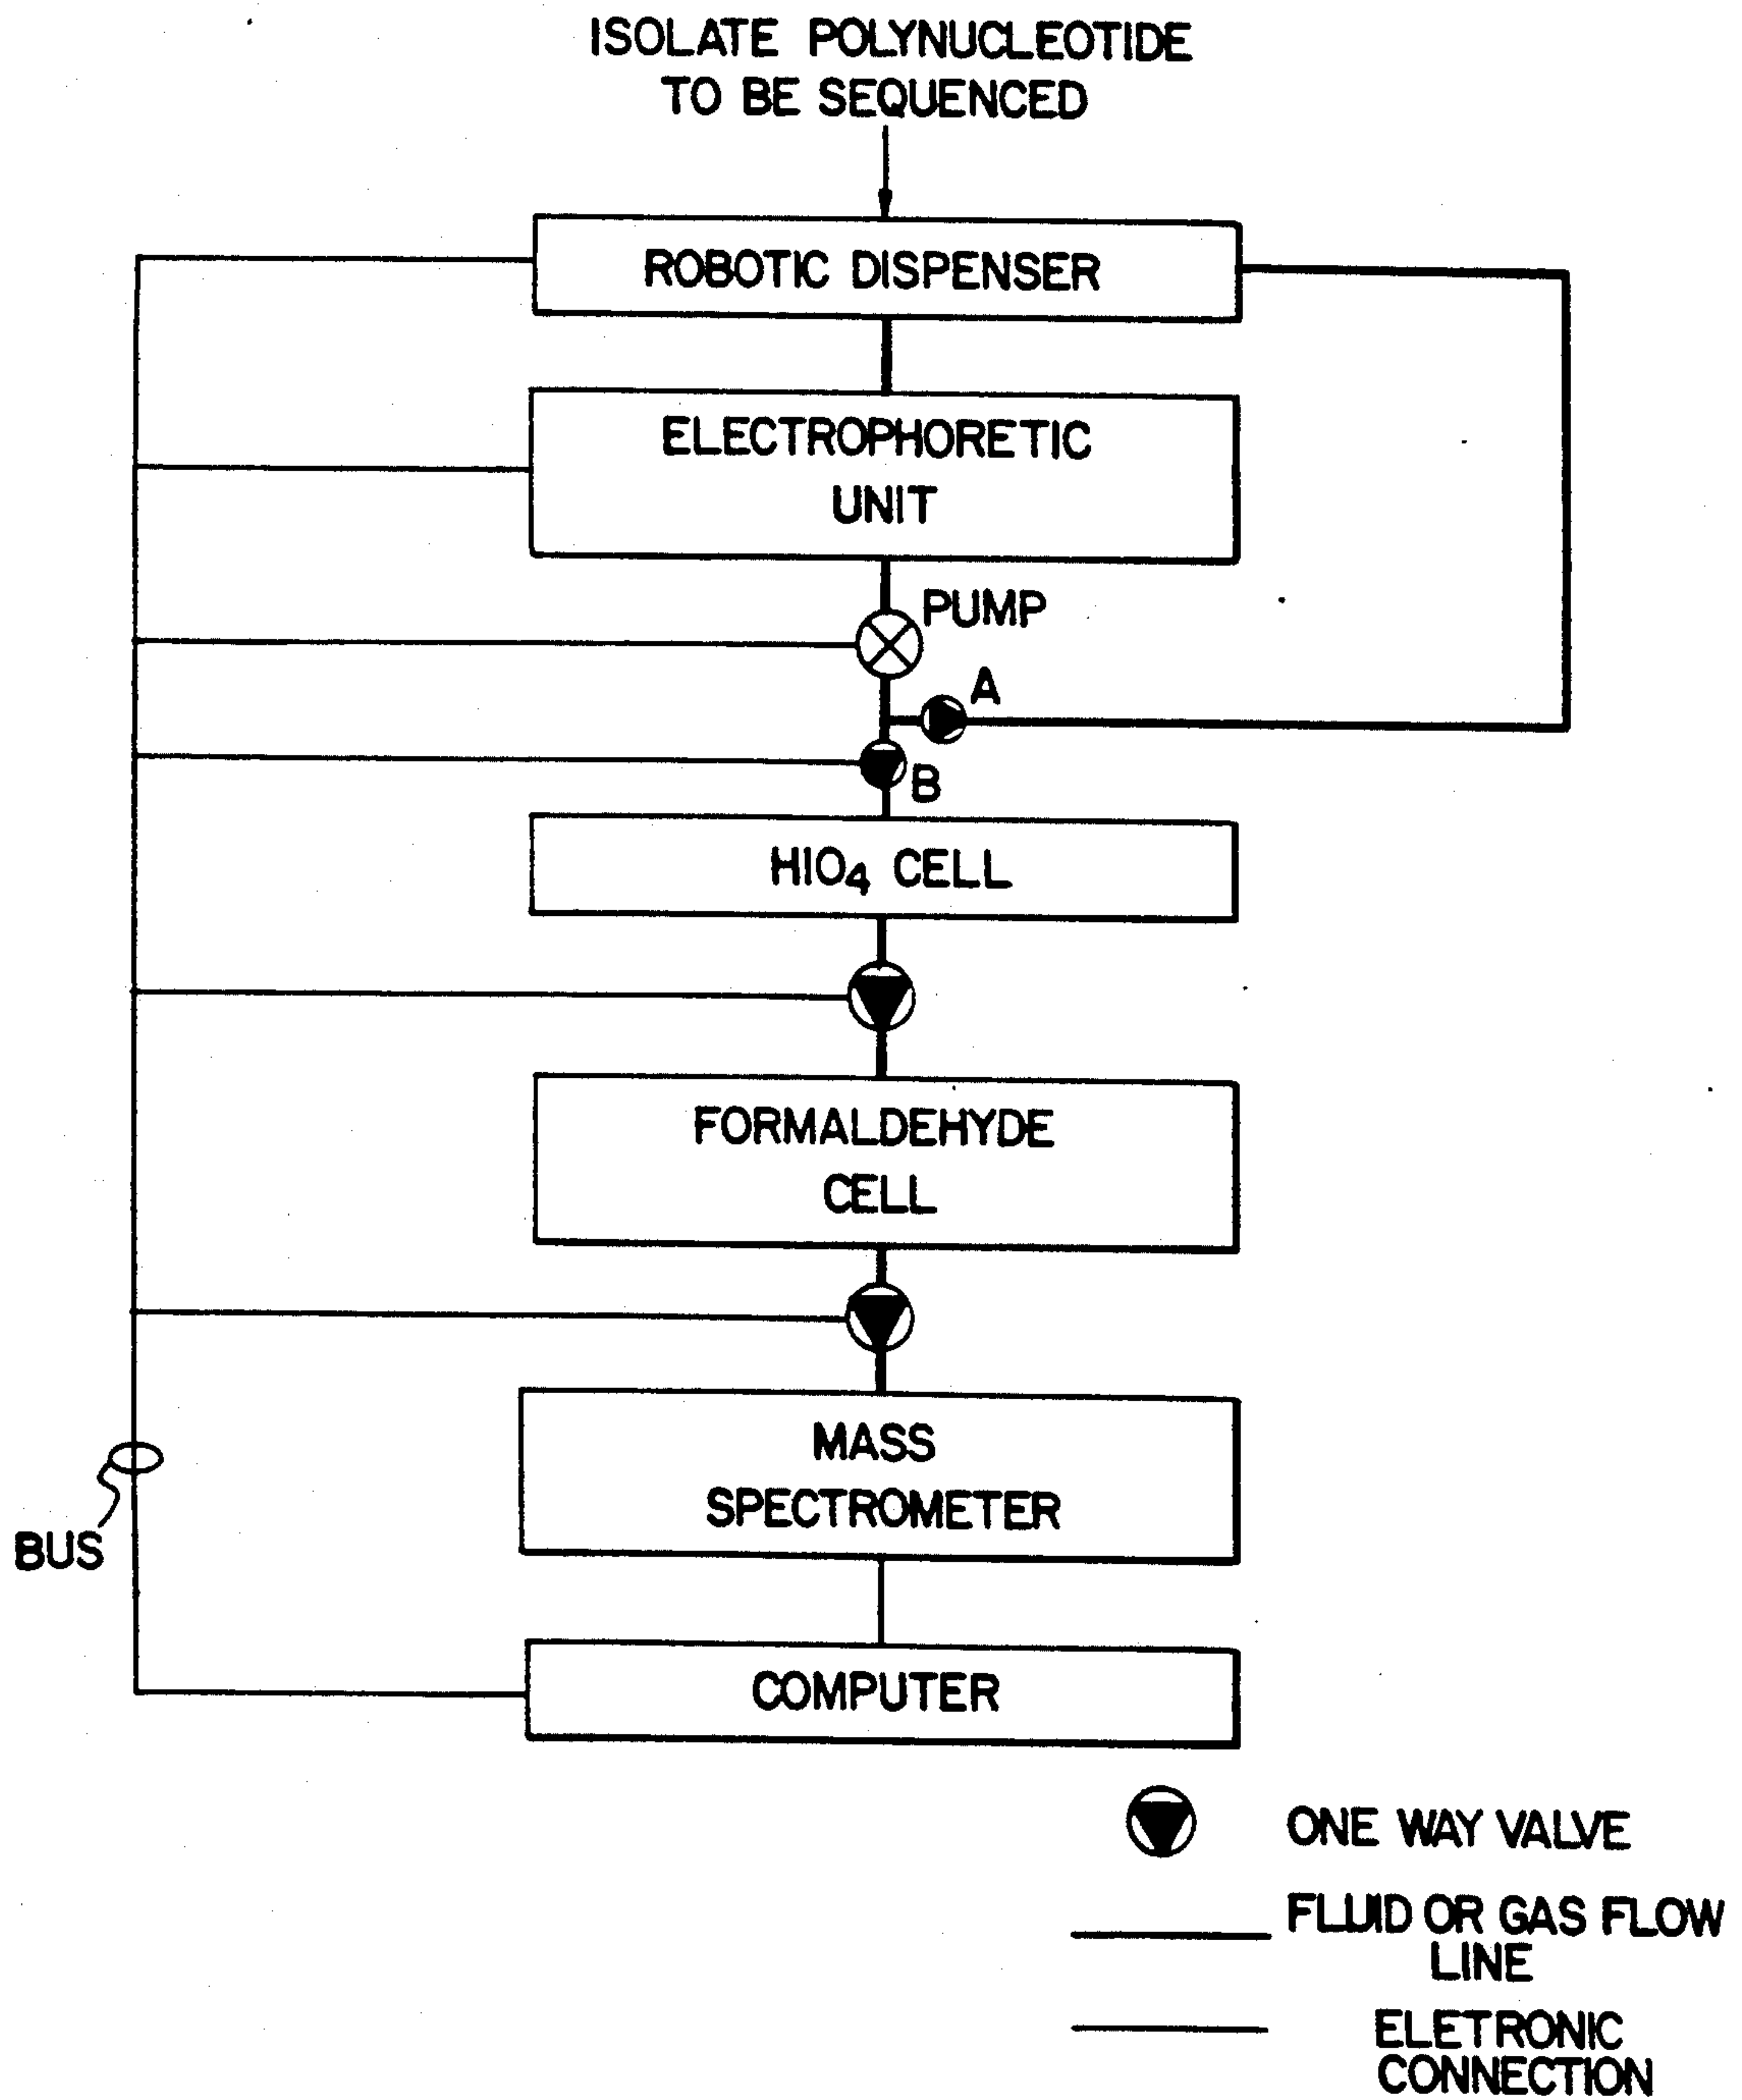 ISOLATE POLYNUCLEOTIDE
TO BE SEQUENCED
ROBOTIC DISPENSER
ELECTROPHORETIC
UNIT
PUMP
A
B
HIO₄ CELL
FORMALDEHYDE
CELL
MASS
SPECTROMETER
BUS
COMPUTER
ONE WAY VALVE
FLUID OR GAS FLOW
LINE
ELETRONIC
CONNECTION